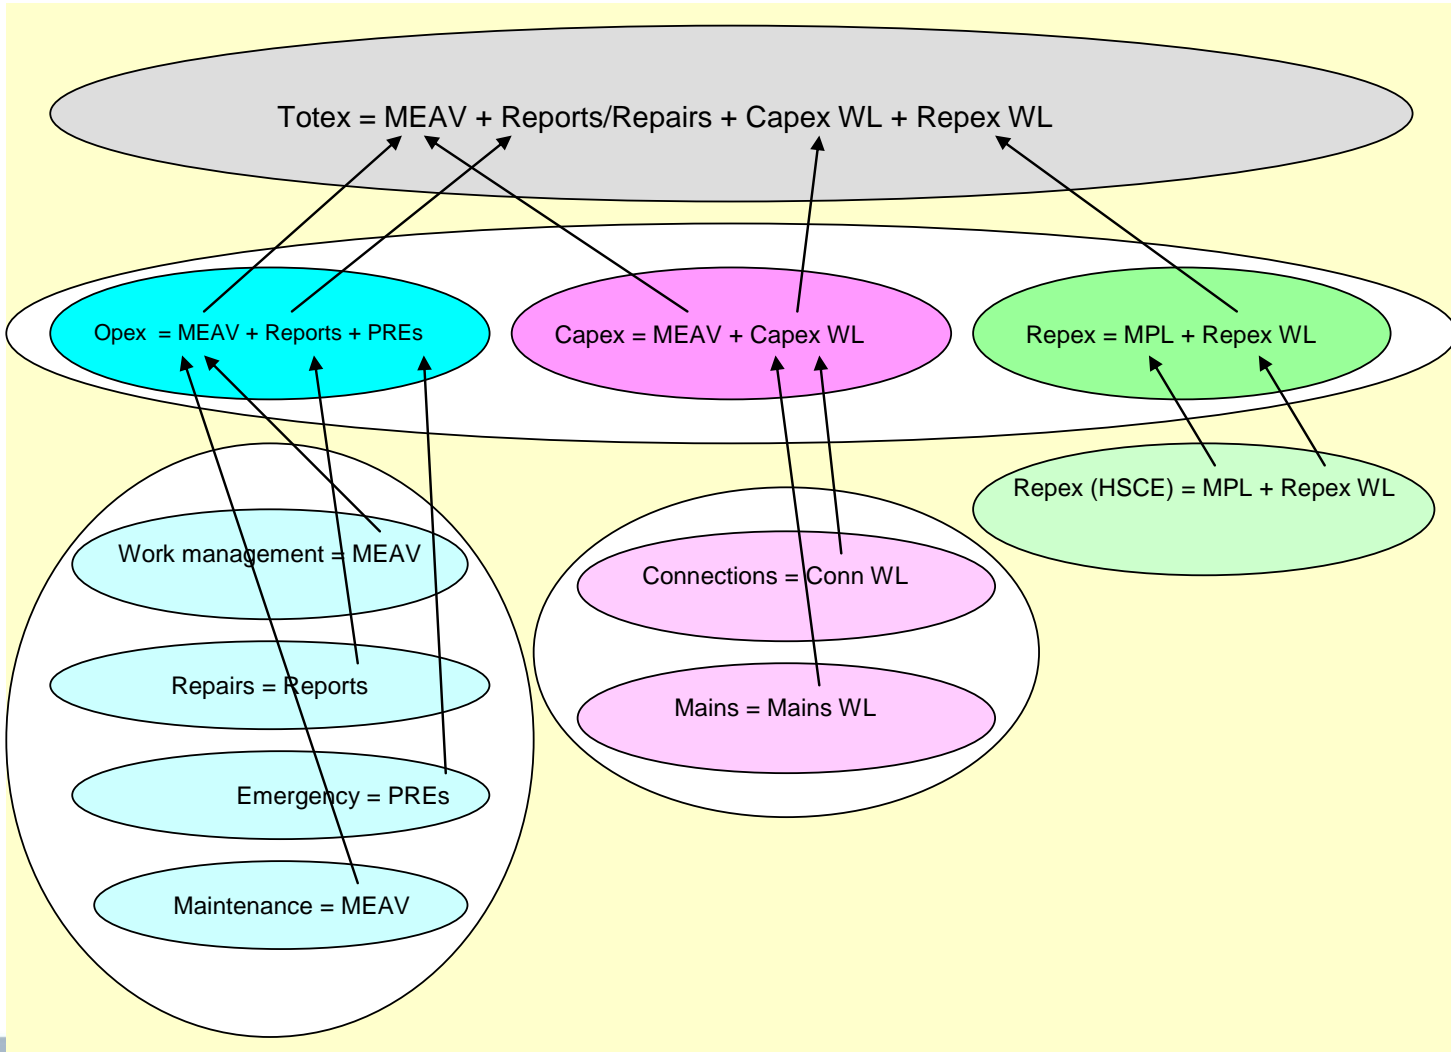 Totex = MEAV + Reports/Repairs + Capex WL + Repex WL
Opex  = MEAV + Reports + PREs
Capex = MEAV + Capex WL
Repex = MPL + Repex WL
Repex (HSCE) = MPL + Repex WL
Work management = MEAV
Repairs = Reports
Emergency = PREs
Maintenance = MEAV
Connections = Conn WL
Mains = Mains WL